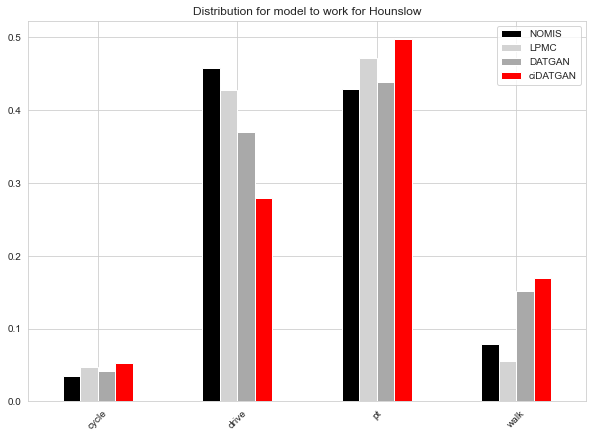 Distribution for model to work for Hounslow
NOMIS
LPMC
DATGAN
ciDATGAN
0.5
0.4
0.3
0.2
0.1
0.0
cycle
drive
pt
walk